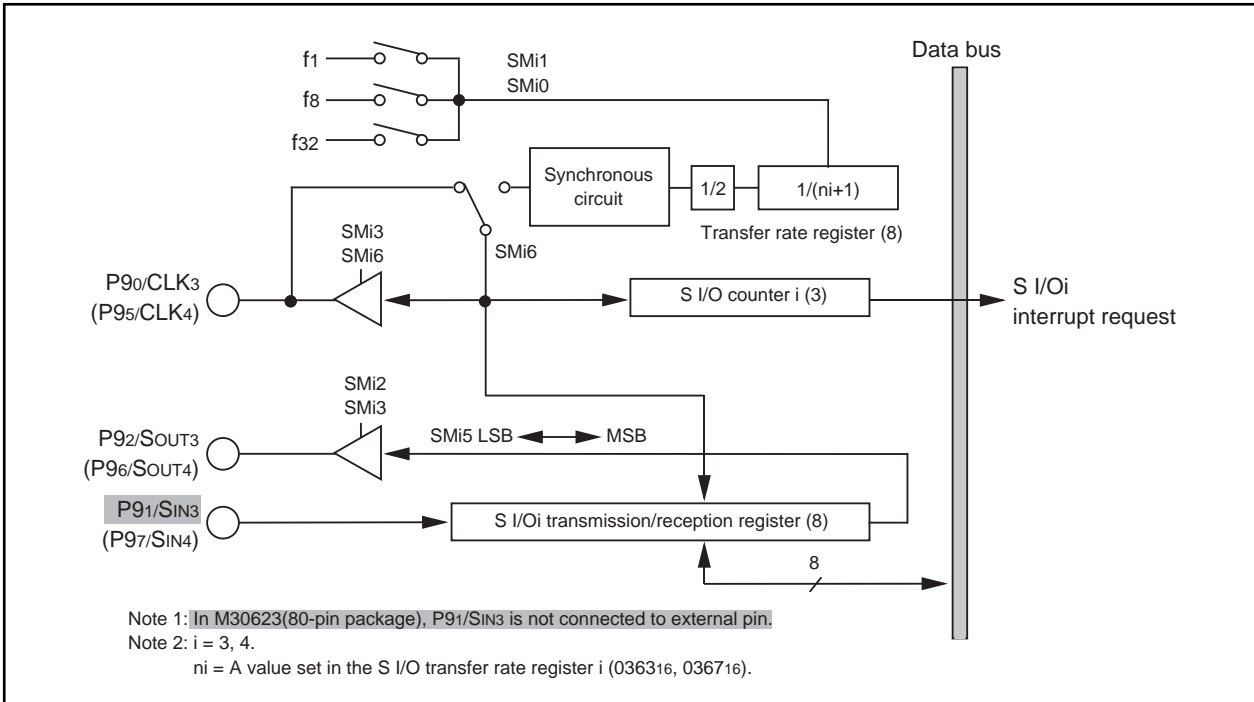 Data bus
f1
SMi1
SMi0
f8
f32
Synchronous
circuit
1/2
1/(ni+1)
Transfer rate register (8)
SMi3
SMi6
SMi6
P90/CLK3
(P95/CLK4)
S I/O counter i (3)
S I/Oi
interrupt request
SMi2
SMi3
P92/SOUT3
(P96/SOUT4)
SMi5 LSB
MSB
P91/SIN3
(P97/SIN4)
S I/Oi transmission/reception register (8)
8
Note 1: In M30623(80-pin package), P91/SIN3 is not connected to external pin.
Note 2: i = 3, 4.
ni = A value set in the S I/O transfer rate register i (036316, 036716).